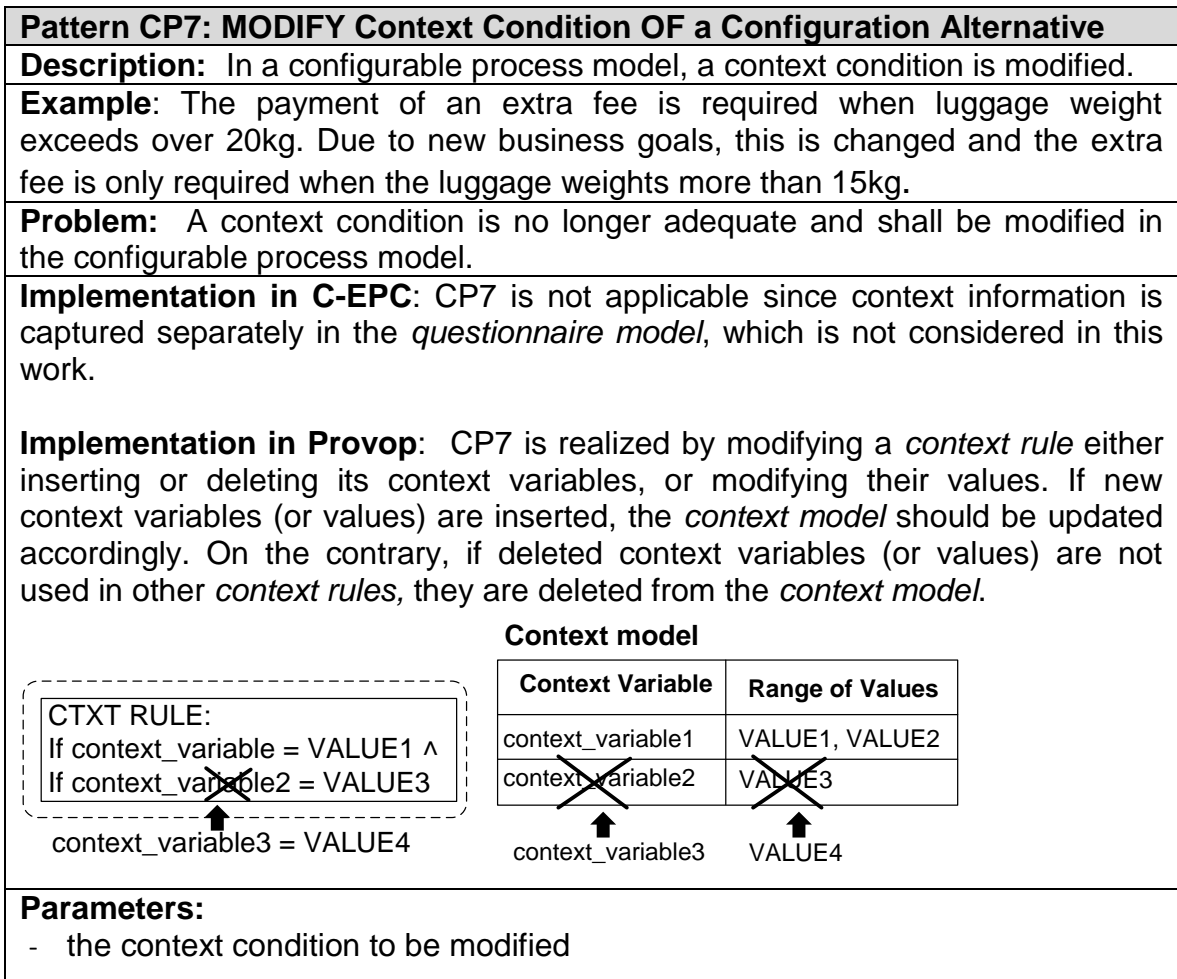 Pattern CP7: MODIFY Context Condition OF a Configuration Alternative
Description: In a configurable process model, a context condition is modified.
Example: The payment of an extra fee is required when luggage weight
exceeds over 20kg. Due to new business goals, this is changed and the extra
fee is only required when the luggage weights more than 15kg.
Problem: A context condition is no longer adequate and shall be modified in
the configurable process model.
Implementation in C-EPC: CP7 is not applicable since context information is
captured separately in the questionnaire model, which is not considered in this
work.
Implementation in Provop: CP7 is realized by modifying a context rule either
inserting or deleting its context variables, or modifying their values. If new
context variables (or values) are inserted, the context model should be updated
accordingly. On the contrary, if deleted context variables (or values) are not
used in other context rules, they are deleted from the context model.
CTXT RULE:
If context_variable = VALUE1 ˄
If context_variable2 = VALUE3
context_variable3 = VALUE4
Context model
Context Variable Range of Values
context_variable1 VALUE1, VALUE2
context_variable2 VALUE3
context_variable3 VALUE4
Parameters:
- the context condition to be modified